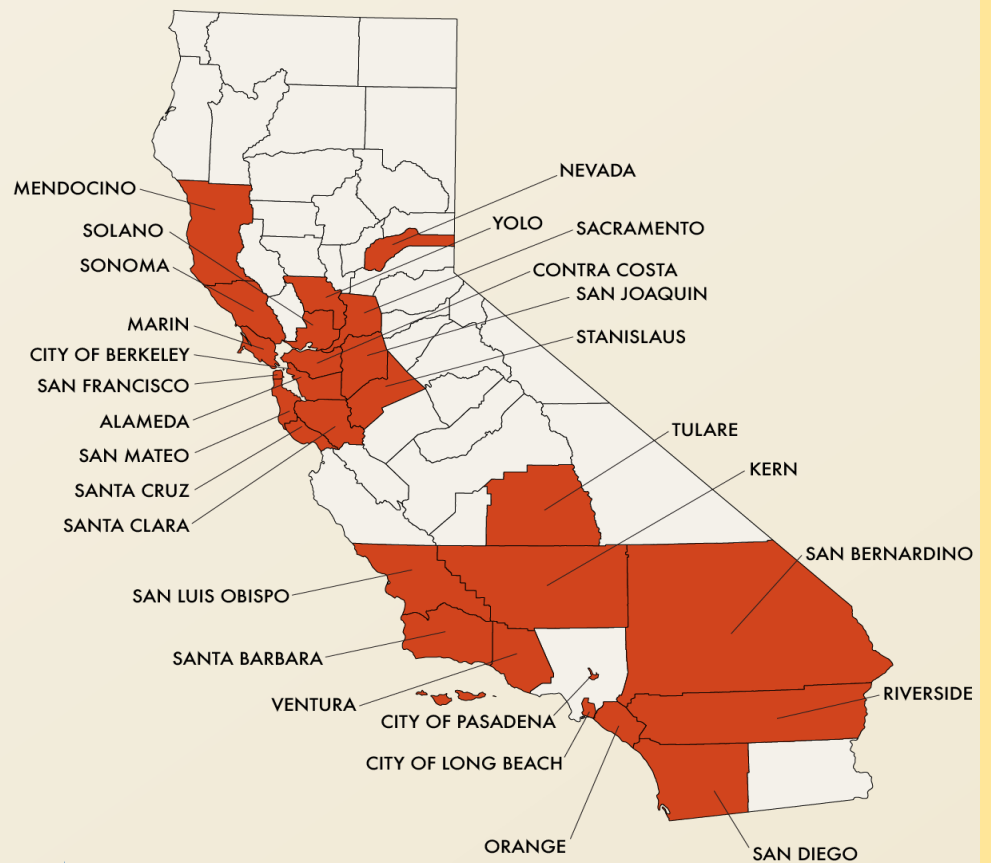 NEVADA
MENDOCINO
YOLO
SOLANO
SACRAMENTO
SONOMA
CONTRA COSTA
SAN JOAQUIN
MARIN
STANISLAUS
CITY OF BERKELEY
SAN FRANCISCO
ALAMEDA
TULARE
SAN MATEO
KERN
SANTA CRUZ
SANTA CLARA
SAN BERNARDINO
SAN LUIS OBISPO
SANTA BARBARA
RIVERSIDE
VENTURA
CITY OF PASADENA
CITY OF LONG BEACH
ORANGE
SAN DIEGO